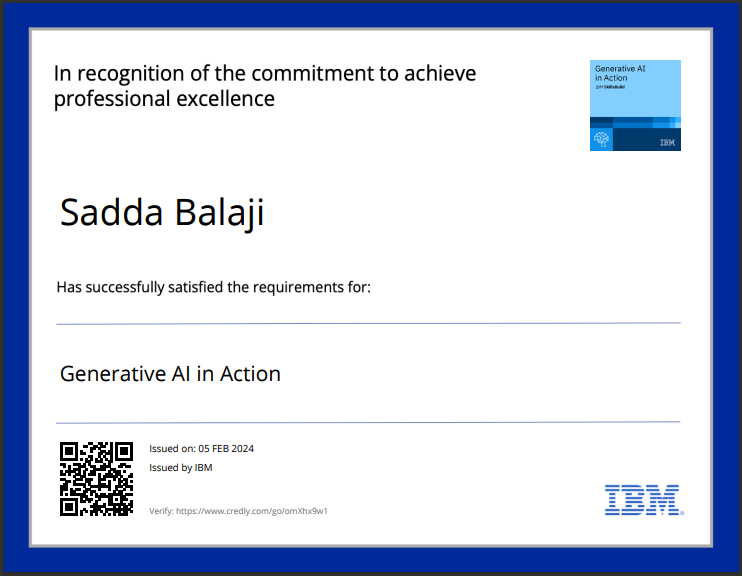 In recognition of the commitment to achieve
professional excellence
Generative AI
in Action
IBM SkillsBuild
IBM
Sadda Balaji
Has successfully satisfied the requirements for:
Generative AI in Action
Issued on: 05 FEB 2024
Issued by IBM
Verify: https://www.credly.com/go/omXhx9w1
IBM®